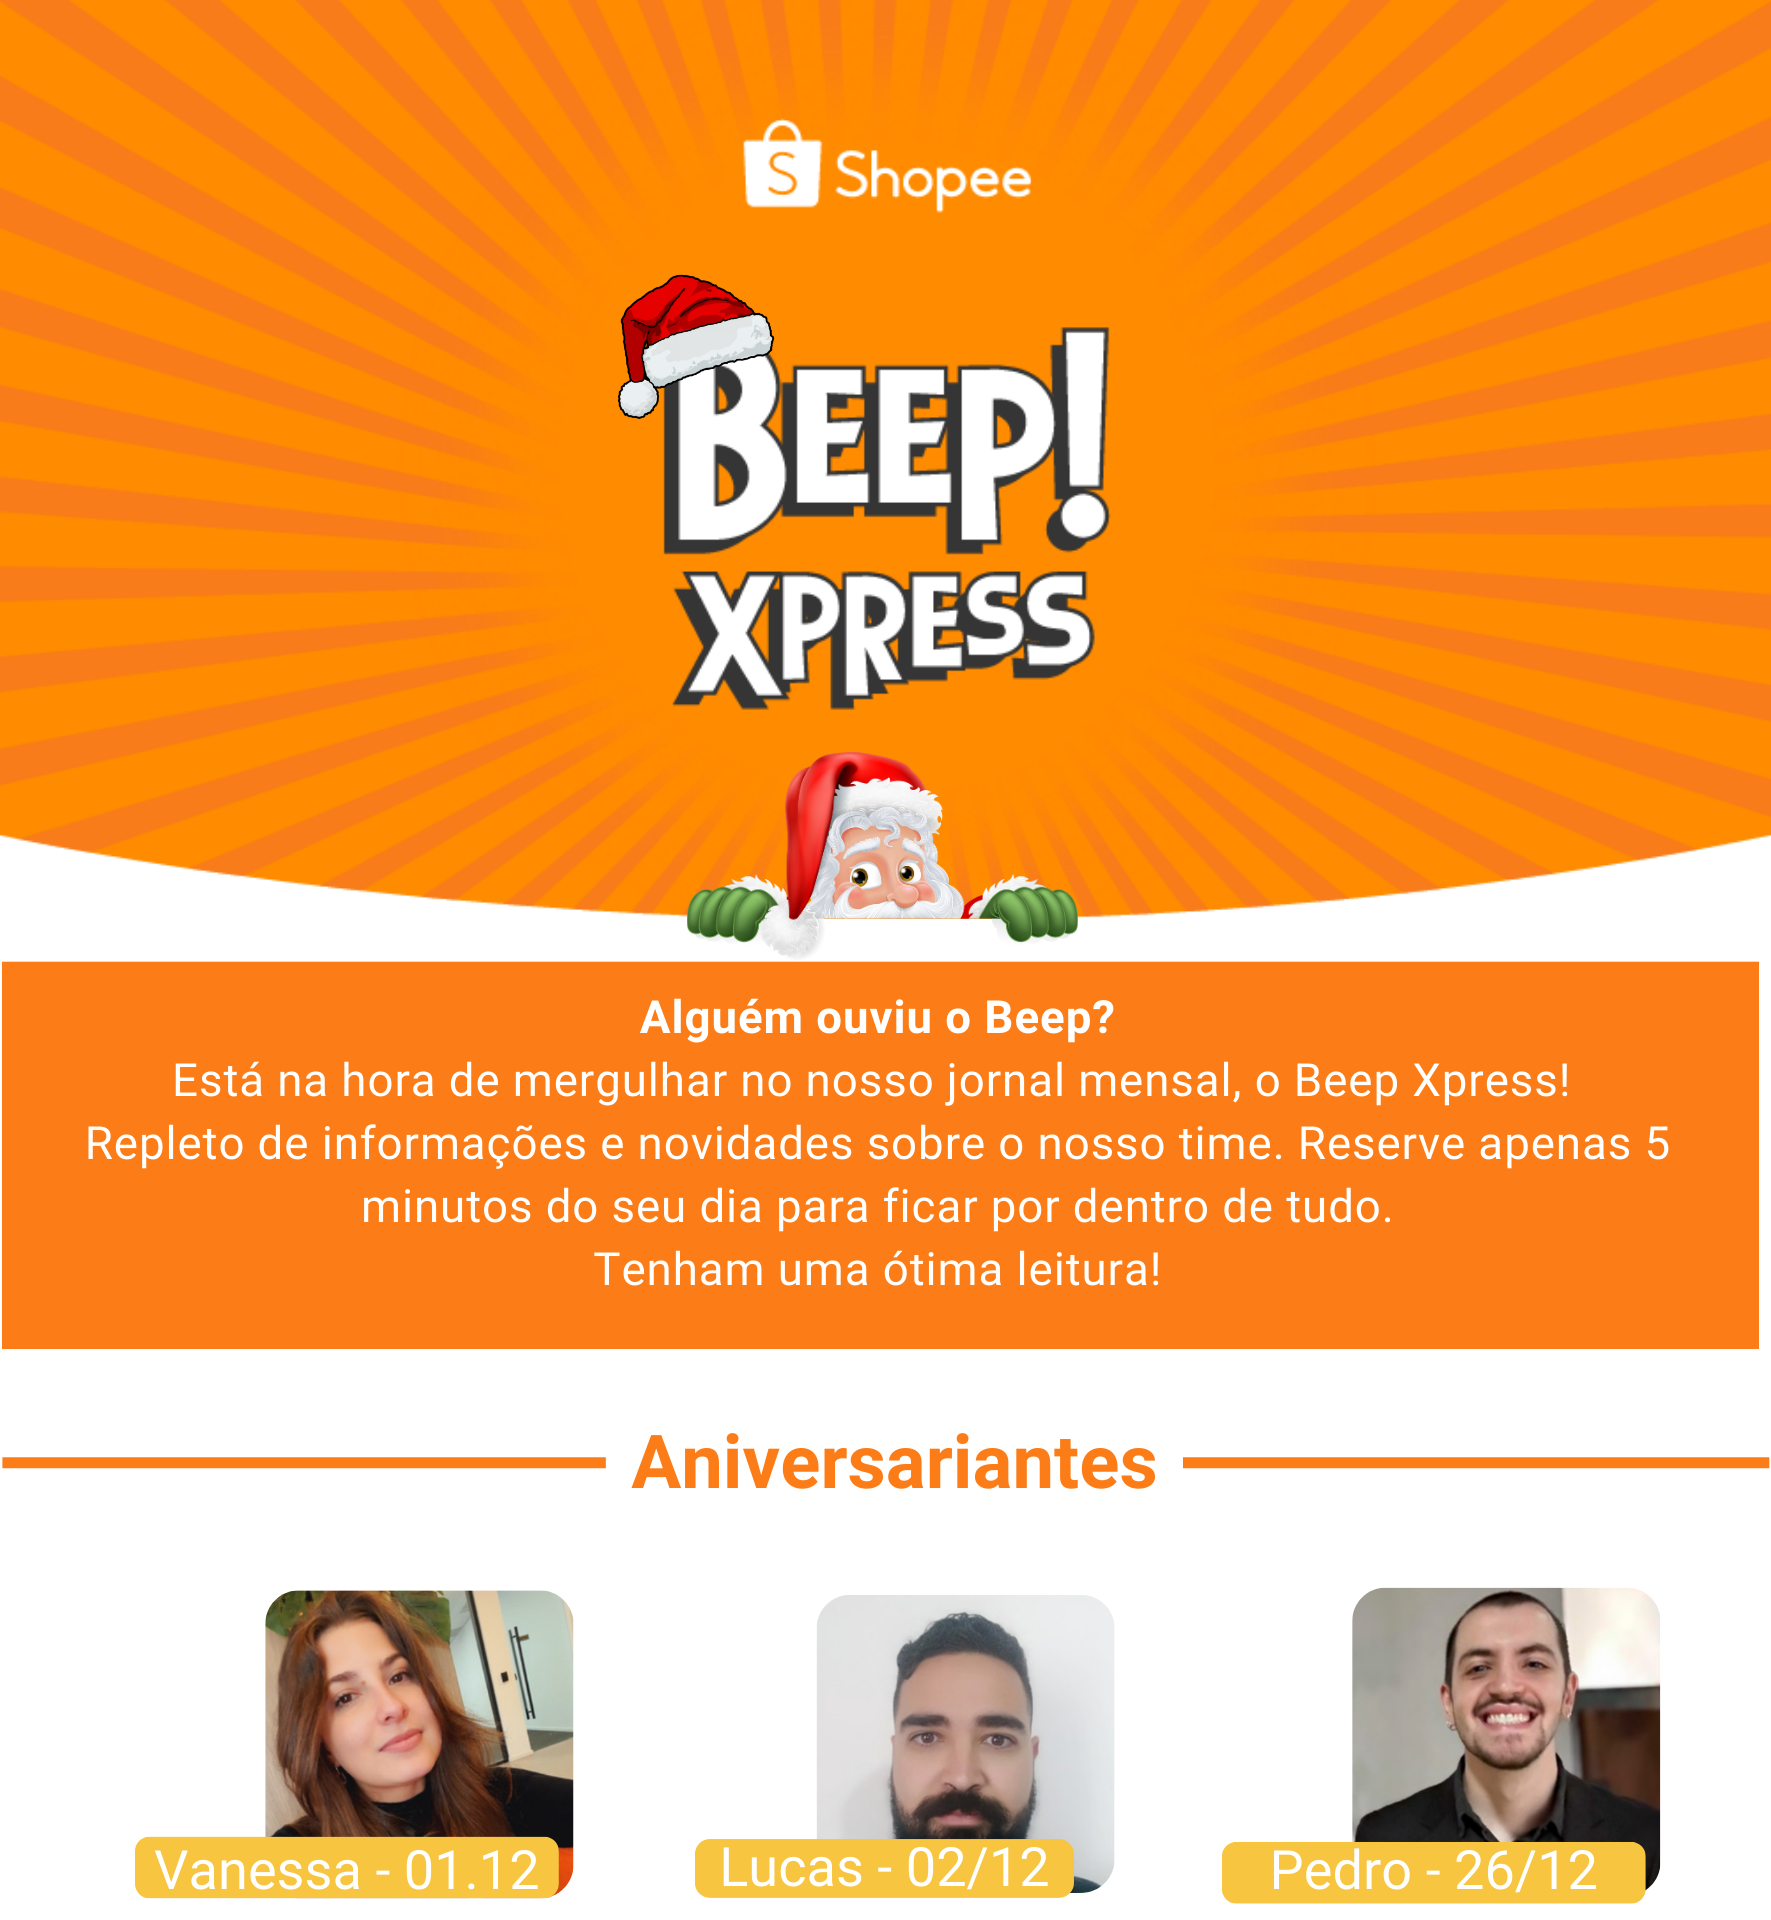 S Shopee
BEEP!
XPRESS
Alguém ouviu o Beep?
Está na hora de mergulhar no nosso jornal mensal, o Beep Xpress!
Repleto de informações e novidades sobre o nosso time. Reserve apenas 5
minutos do seu dia para ficar por dentro de tudo.
Tenham uma ótima leitura!
Aniversariantes
Vanessa - 01.12
Lucas - 02/12
Pedro - 26/12